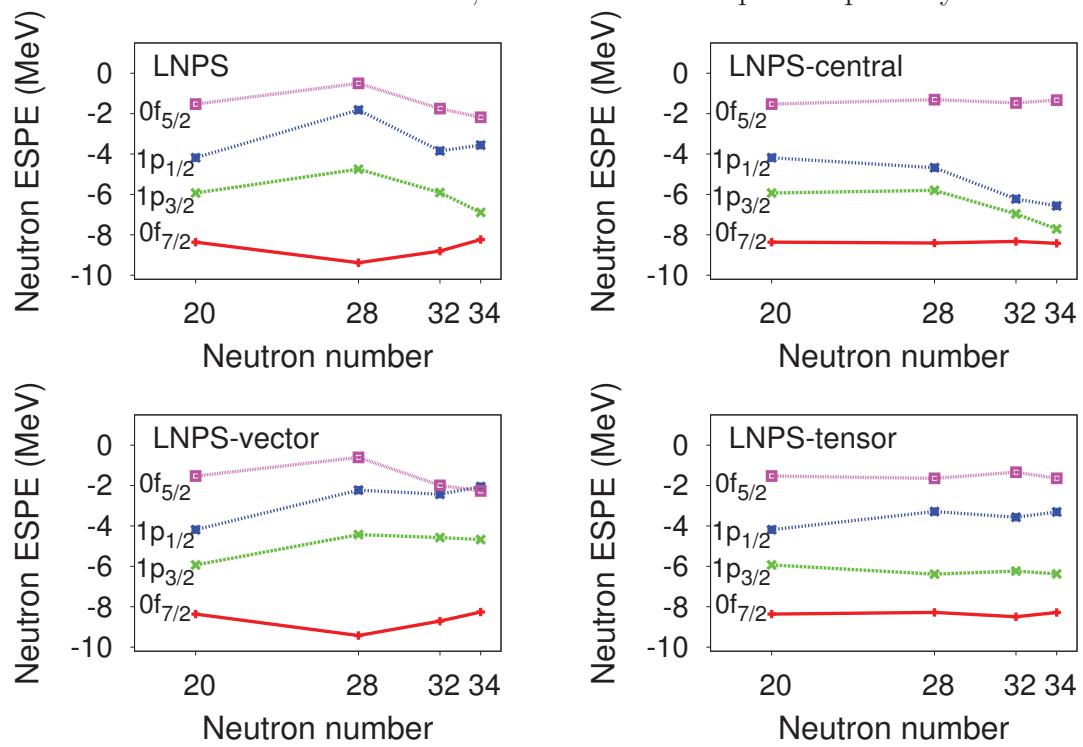 LNPS
Neutron ESPE (MeV)
0
-2
-4
-6
-8
-10
0f5/2
1p1/2
1p3/2
0f7/2
20 28 32 34
Neutron number
LNPS-central
Neutron ESPE (MeV)
0
-2
-4
-6
-8
-10
0f5/2
1p1/2
1p3/2
0f7/2
20 28 32 34
Neutron number
LNPS-vector
Neutron ESPE (MeV)
0
-2
-4
-6
-8
-10
0f5/2
1p1/2
1p3/2
0f7/2
20 28 32 34
Neutron number
LNPS-tensor
Neutron ESPE (MeV)
0
-2
-4
-6
-8
-10
0f5/2
1p1/2
1p3/2
0f7/2
20 28 32 34
Neutron number